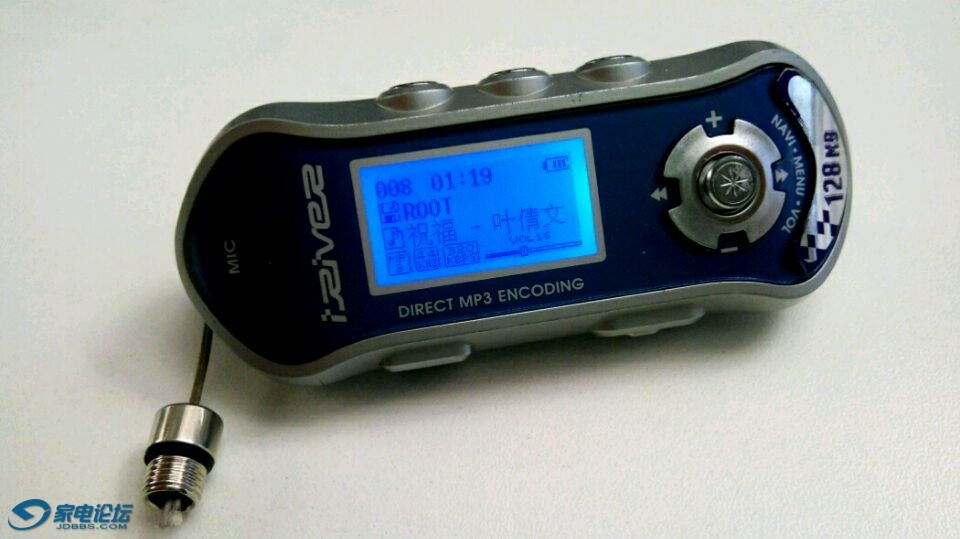 iRiver
MIC
008 01:19
ROOT
祝福 - 叶倩文
VOL16
DIRECT MP3 ENCODING
+
−
NAVI • MENU
VOL
128 MB
家电论坛
JDBBS.COM